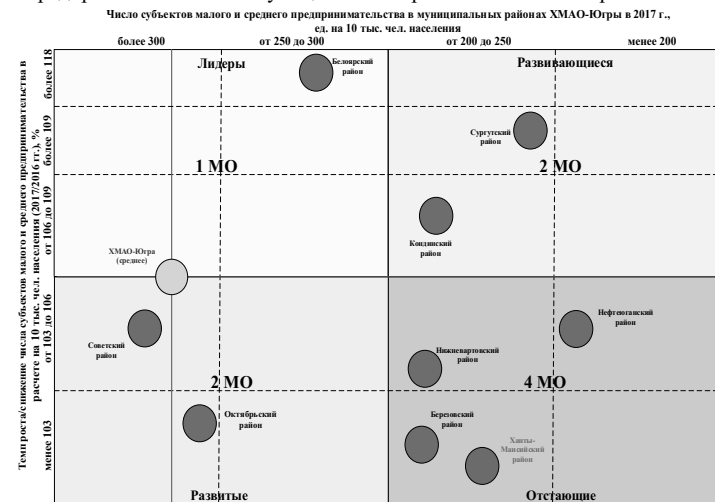 Число субъектов малого и среднего предпринимательства в муниципальных районах ХМАО-Югры в 2017 г.,
ед. на 10 тыс. чел. населения
более 300
от 250 до 300
от 200 до 250
менее 200
Темп роста/снижение числа субъектов малого и среднего предпринимательства в
расчете на 10 тыс. чел. населения (2017/2016 гг.), %
более 118
более 109
от 106 до 109
от 103 до 106
менее 103
Лидеры
Белоярский
район
Развивающиеся
Сургутский
район
1 МО
2 МО
Кондинский
район
ХМАО-Югра
(среднее)
Советский
район
Нефтеюганский
район
Нижневартовский
район
2 МО
4 МО
Октябрьский
район
Березовский
район
Ханты-
Мансийский
район
Развитые
Отстающие